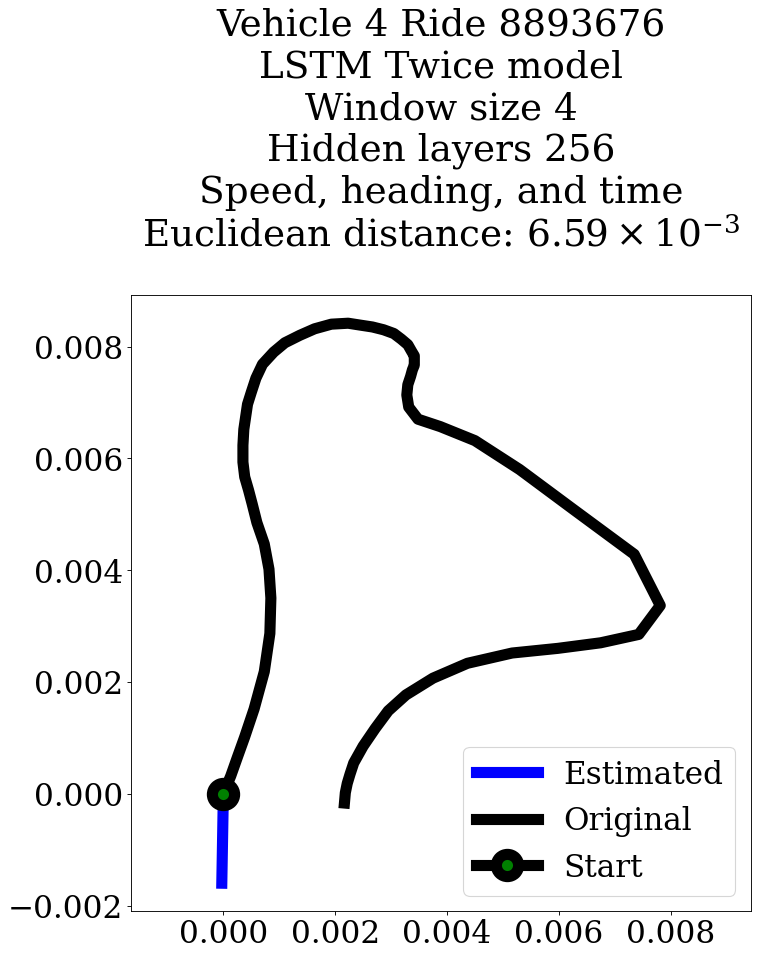 Vehicle 4 Ride 8893676
LSTM Twice model
Window size 4
Hidden layers 256
Speed, heading, and time
Euclidean distance: 6.59 × 10⁻³
0.008
0.006
0.004
0.002
0.000
−0.002
0.000 0.002 0.004 0.006 0.008
Estimated
Original
Start